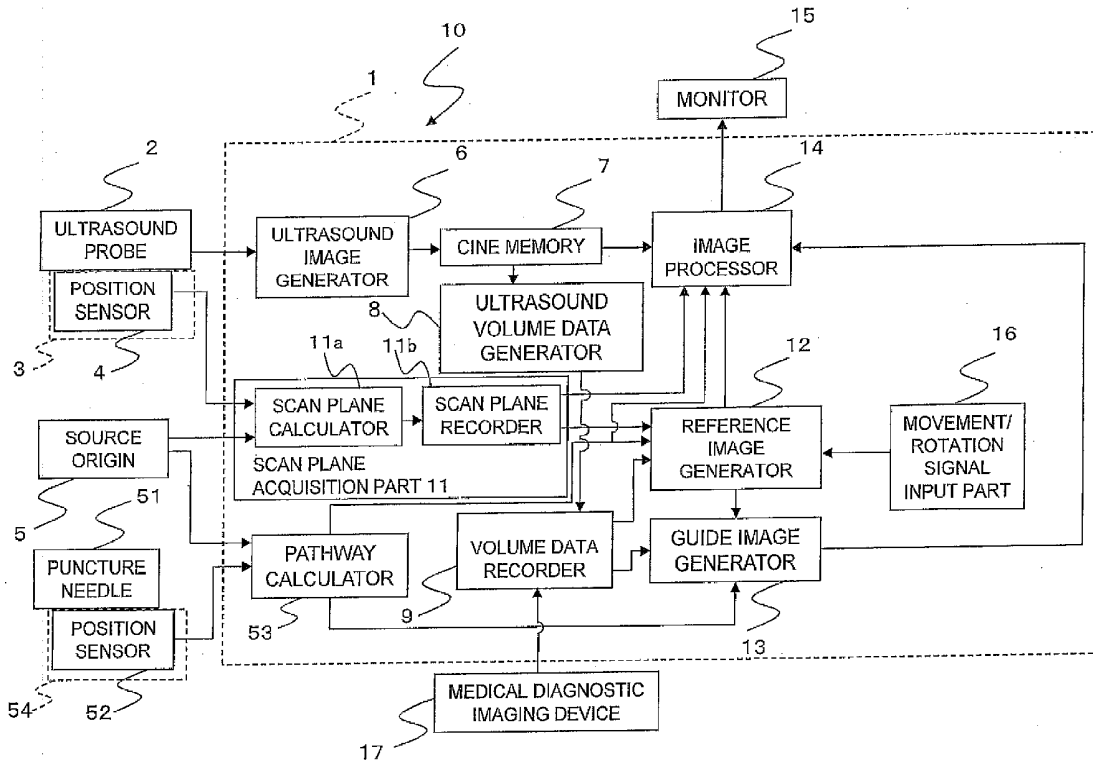 10
15
1
MONITOR
2
6
7
14
ULTRASOUND
PROBE
ULTRASOUND
IMAGE
GENERATOR
CINE MEMORY
IMAGE
PROCESSOR
POSITION
SENSOR
8
ULTRASOUND
VOLUME DATA
GENERATOR
3
4
11a
11b
12
16
SCAN PLANE
CALCULATOR
SCAN PLANE
RECORDER
SOURCE
ORIGIN
REFERENCE
IMAGE
GENERATOR
MOVEMENT/
ROTATION
SIGNAL
INPUT PART
SCAN PLANE
ACQUISITION PART 11
5
51
PATHWAY
CALCULATOR
VOLUME DATA
RECORDER
GUIDE IMAGE
GENERATOR
PUNCTURE
NEEDLE
9
53
13
POSITION
SENSOR
54
52
MEDICAL DIAGNOSTIC
IMAGING DEVICE
17